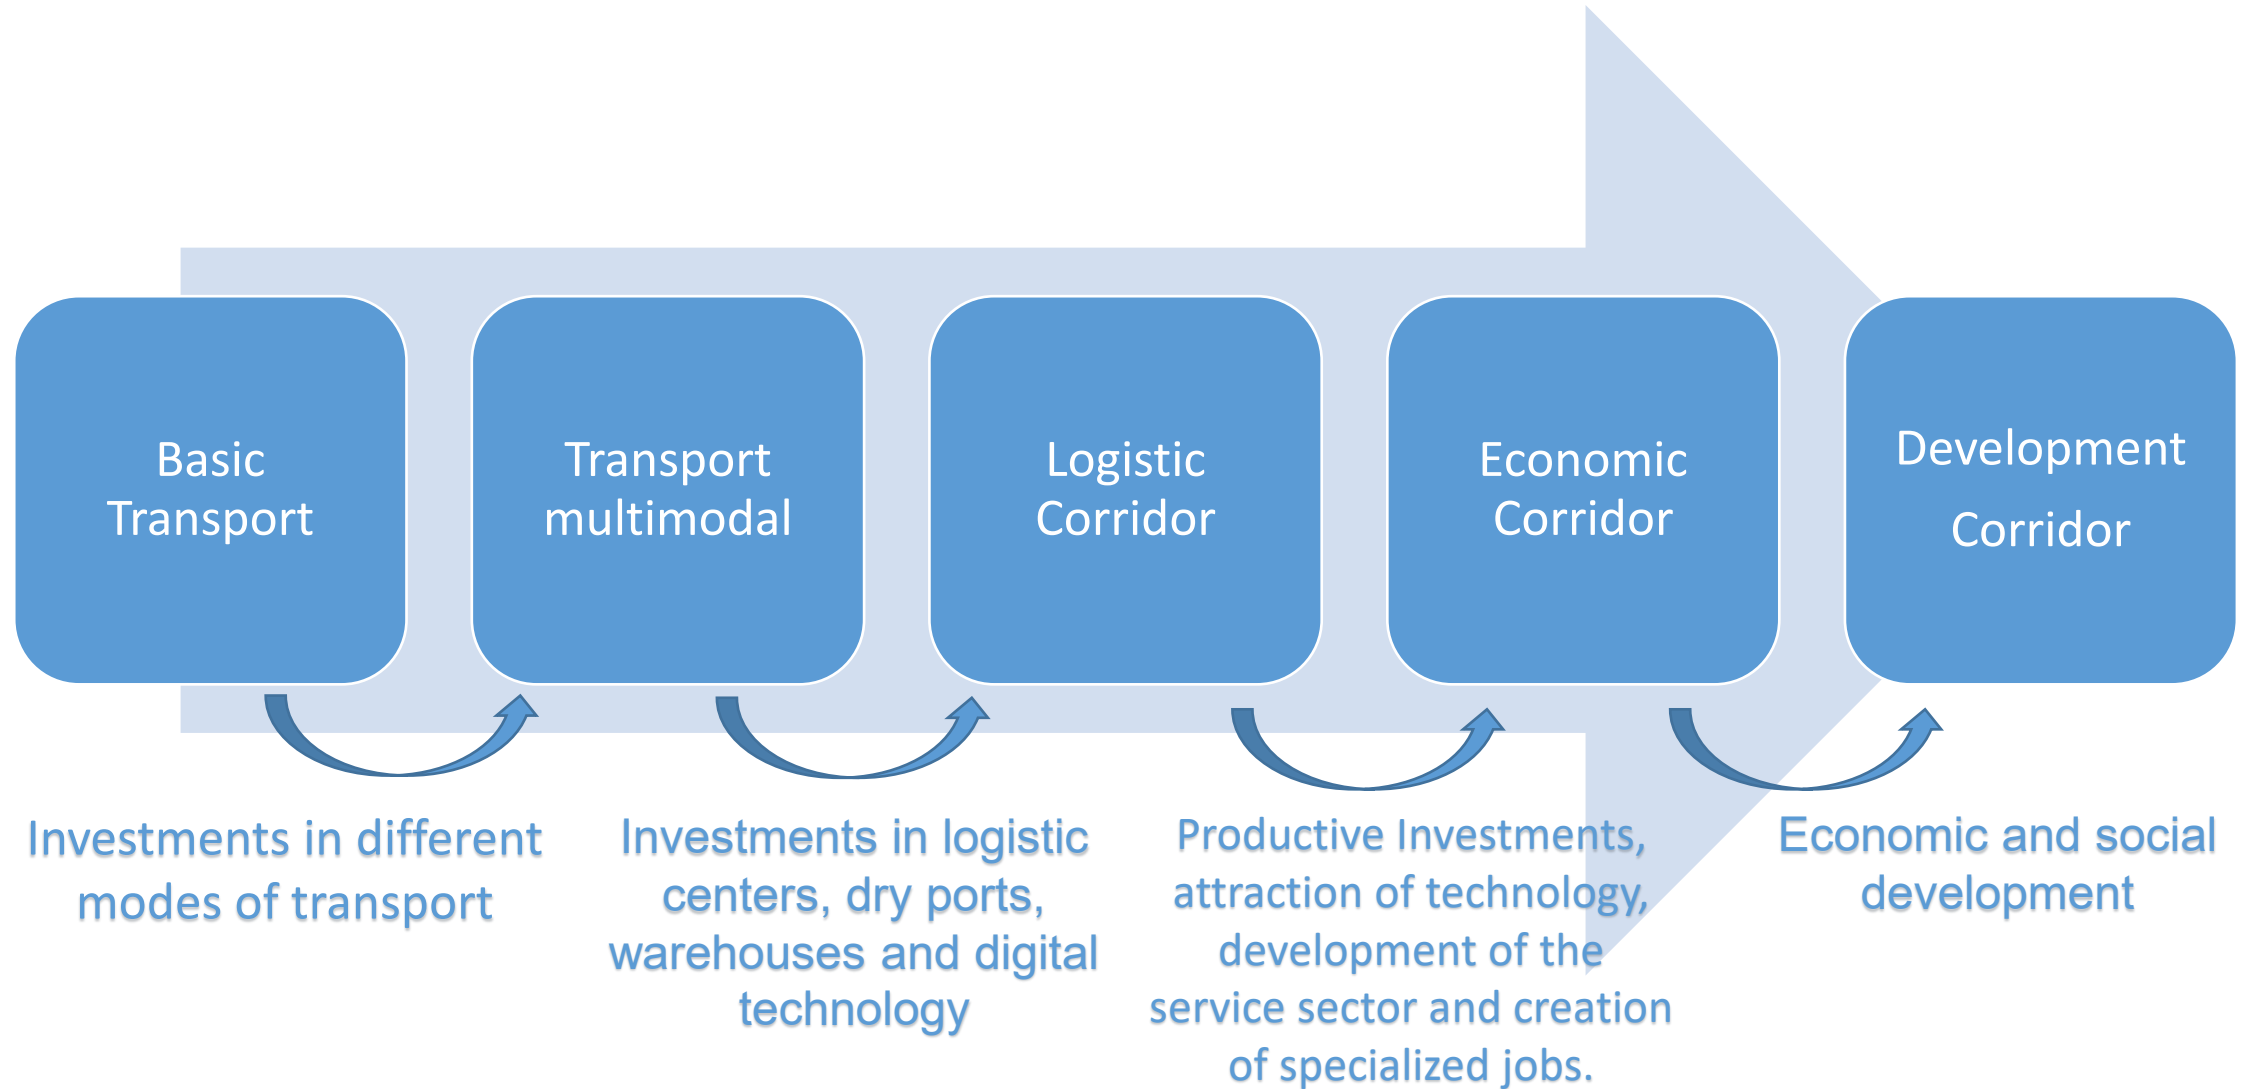 Basic
Transport
Transport
multimodal
Logistic
Corridor
Economic
Corridor
Development
Corridor
Investments in different
modes of transport
Investments in logistic
centers, dry ports,
warehouses and digital
technology
Productive Investments,
attraction of technology,
development of the
service sector and creation
of specialized jobs.
Economic and social
development